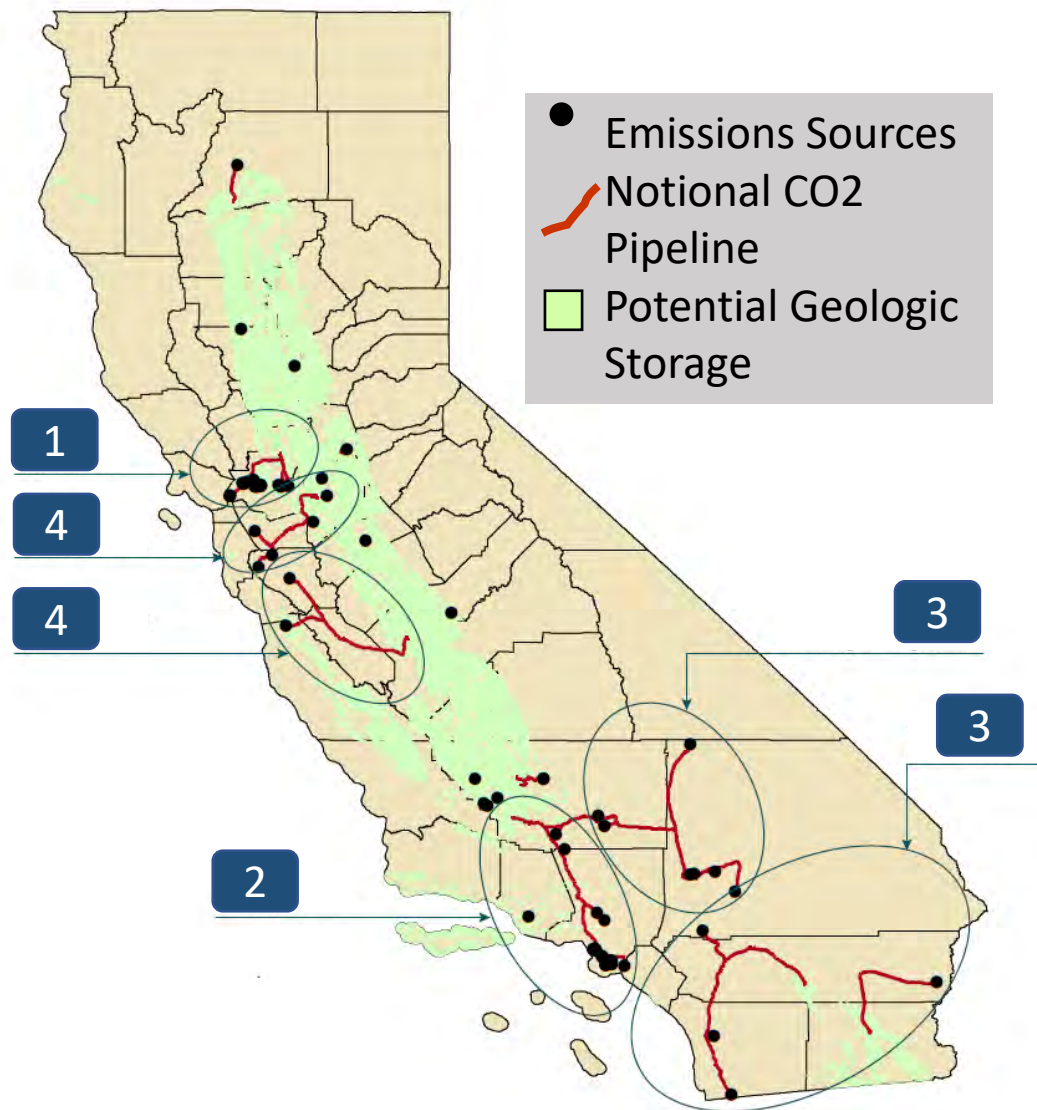 Emissions Sources
Notional CO2
Pipeline
Potential Geologic
Storage
1
4
4
3
3
2